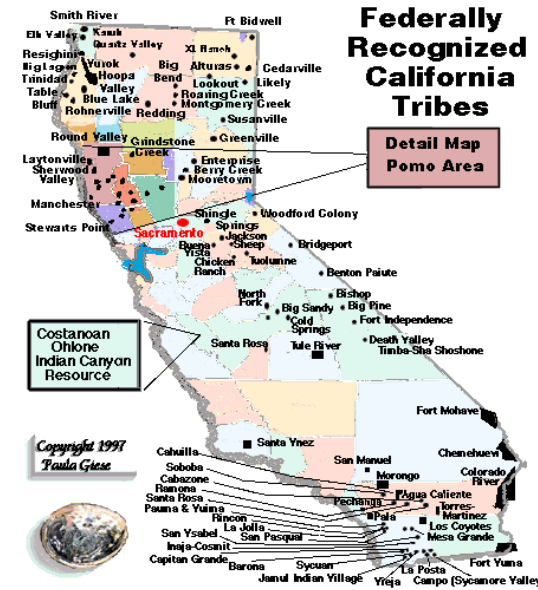 Federally
Recognized
California
Tribes
Detail Map
Pomo Area
Smith River
Elk Valley
Karuk
Quartz Valley
Resighini
Yurok
Big Lagoon
Hoopa
Valley
Trinidad
Table
Bluff
Blue Lake
Rohnerville
Big
Bend
Redding
Ft Bidwell
XL Ranch
Alturas
Cedarville
Lookout
Likely
Roaring Creek
Montgomery Creek
Susanville
Round Valley
Grindstone
Creek
Greenville
Laytonville
Sherwood
Valley
Enterprise
Berry Creek
Mooretown
Manchester
Stewarts Point
Sacramento
Shingle
Springs
Woodford Colony
Jackson
Buena
Vista
Sheep
Chicken
Ranch
Tuolumne
Bridgeport
Benton Paiute
North
Fork
Bishop
Big Sandy
Big Pine
Cold
Springs
Fort Independence
Costanoan
Ohlone
Indian Canyon
Resource
Santa Rosa
Tule River
Death Valley
Timba-Sha Shoshone
Fort Mohave
Copyright 1997
Paula Giese
Santa Ynez
Chenehuevi
Cahuilla
San Manuel
Colorado
River
Soboba
Morongo
Cabazone
Ramona
Agua Caliente
Santa Rosa
Pechanga
Torres-
Martinez
Pauma & Yuima
Rincon
Pala
La Jolla
Los Coyotes
San Ysabel
San Pasqual
Mesa Grande
Inaja-Cosmit
Capitan Grande
Barona
Sycuan
La Posta
Fort Yuma
Jamul Indian Village
Vieja
Campo (Sycamore Valley